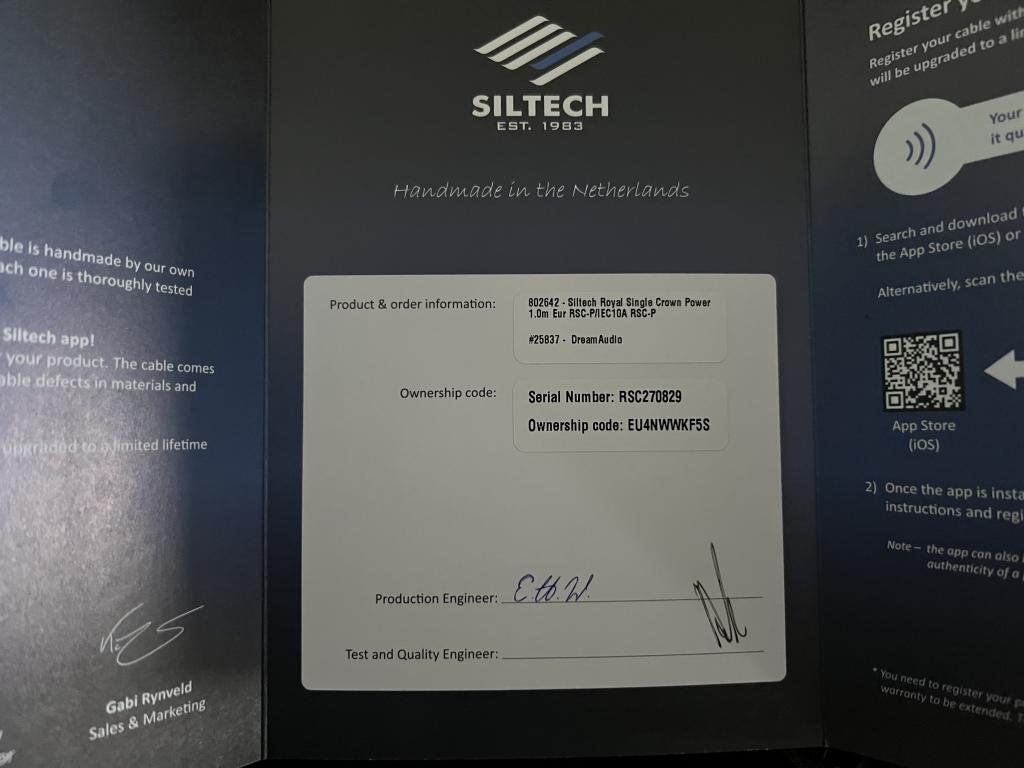 ble is handmade by our own
ach one is thoroughly tested
Siltech app!
your product. The cable comes
able defects in materials and
upgraded to a limited lifetime
Gabi Rynveld
Sales & Marketing
SILTECH
EST. 1983
Handmade in the Netherlands
Product & order information:
802642 - Siltech Royal Single Crown Power
1.0m Eur RSC-P/IEC10A RSC-P
#25837 - DreamAudio
Ownership code:
Serial Number: RSC270829
Ownership code: EU4NWWKF5S
Production Engineer:
Test and Quality Engineer:
Register
Register your cable with
will be upgraded to a
Your
it
1) Search and download
the App Store (iOS) or
Alternatively, scan the
App Store
(iOS)
2) Once the app is
instructions and
Note – the app can also
authenticity of a
* You need to register your
warranty to be extended.